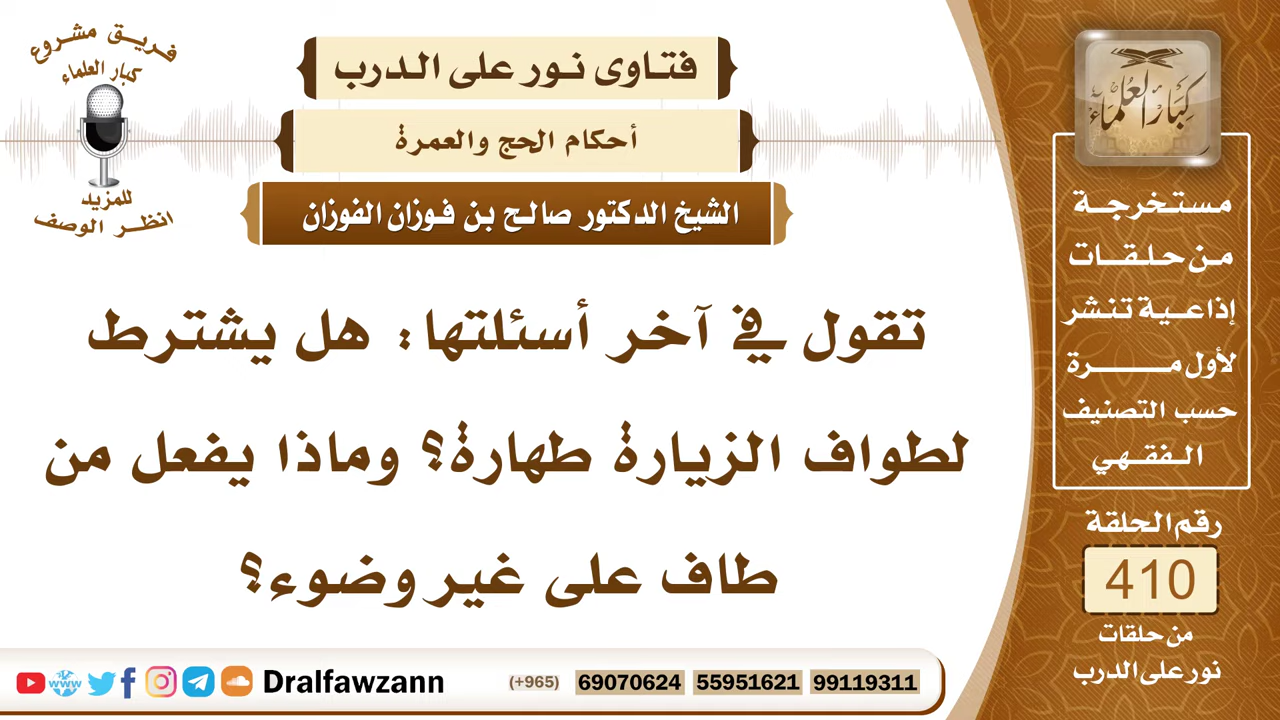 فريق مشروع
كبار العلماء
للمزيد
انظر الوصف
فتاوى نور على الدرب
أحكام الحج والعمرة
الشيخ الدكتور صالح بن فوزان الفوزان
تقول في آخر أسئلتها: هل يشترط
لطواف الزيارة طهارة؟ وماذا يفعل من
طاف على غير وضوء؟
كبار العلماء
مستخرجة
من حلقات
إذاعية تنشر
لأول مرة
حسب التصنيف
الفقهي
رقم الحلقة
410
من حلقات
نور على الدرب
www
Dralfawzann
(+965) 69070624 55951621 99119311